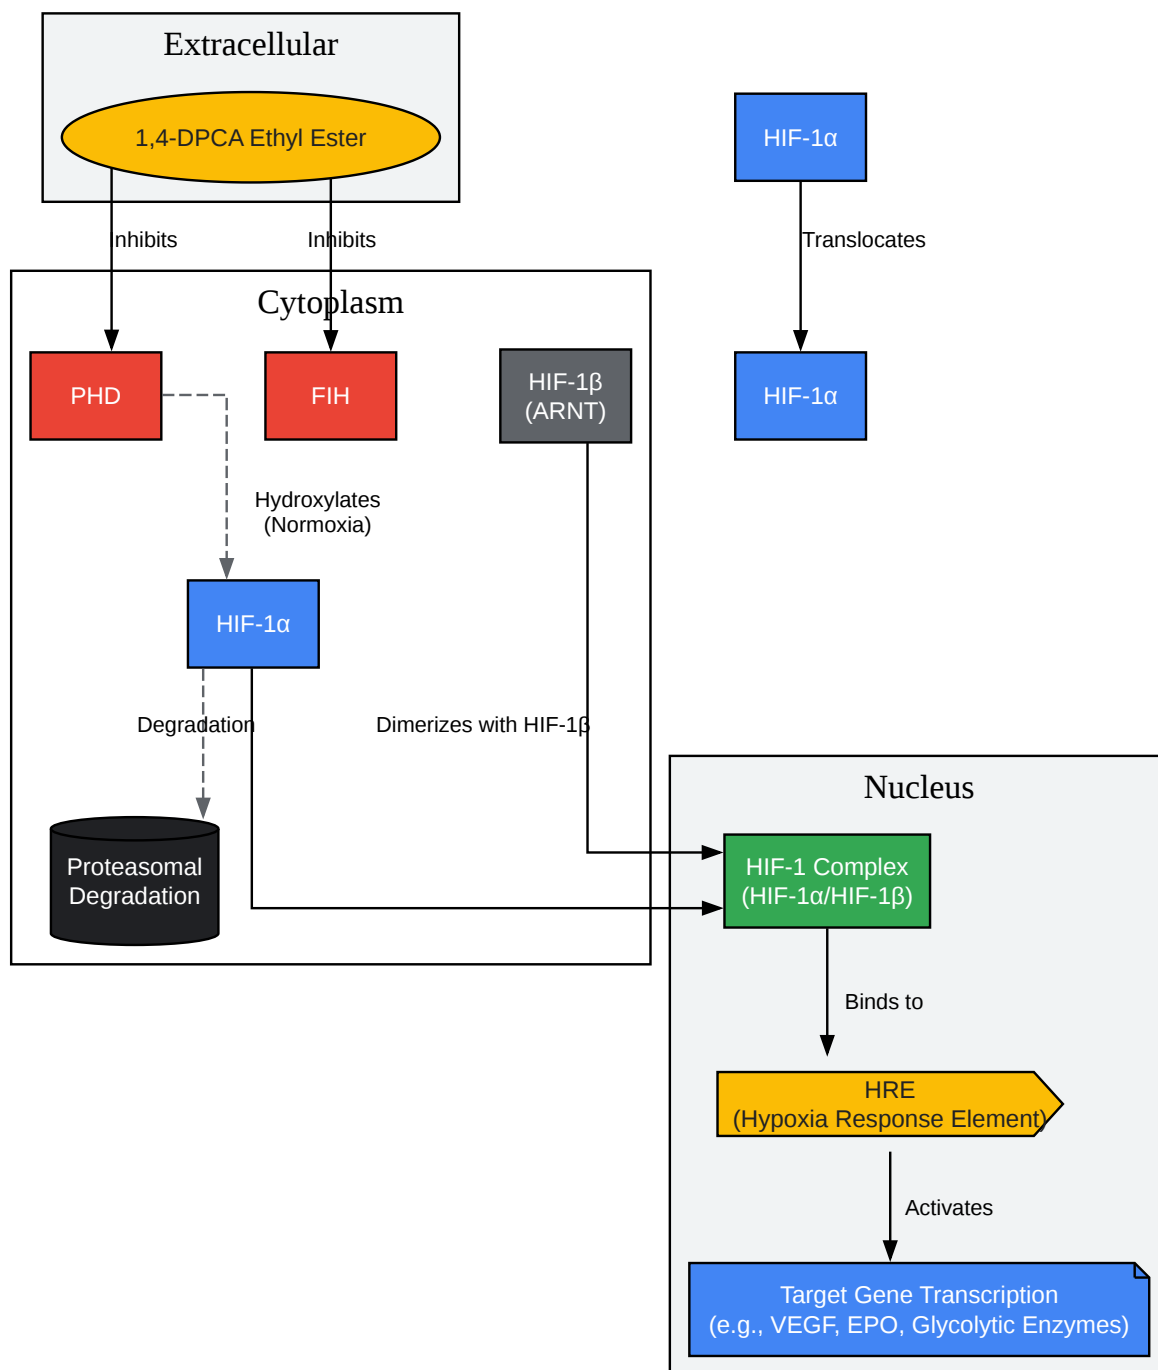 Extracellular
1,4-DPCA Ethyl Ester
HIF-1α
Inhibits
Inhibits
Translocates
Cytoplasm
PHD
FIH
HIF-1β
(ARNT)
HIF-1α
Hydroxylates
(Normoxia)
HIF-1α
Degradation
Dimerizes with HIF-1β
Nucleus
Proteasomal
Degradation
HIF-1 Complex
(HIF-1α/HIF-1β)
Binds to
HRE
(Hypoxia Response Element)
Activates
Target Gene Transcription
(e.g., VEGF, EPO, Glycolytic Enzymes)